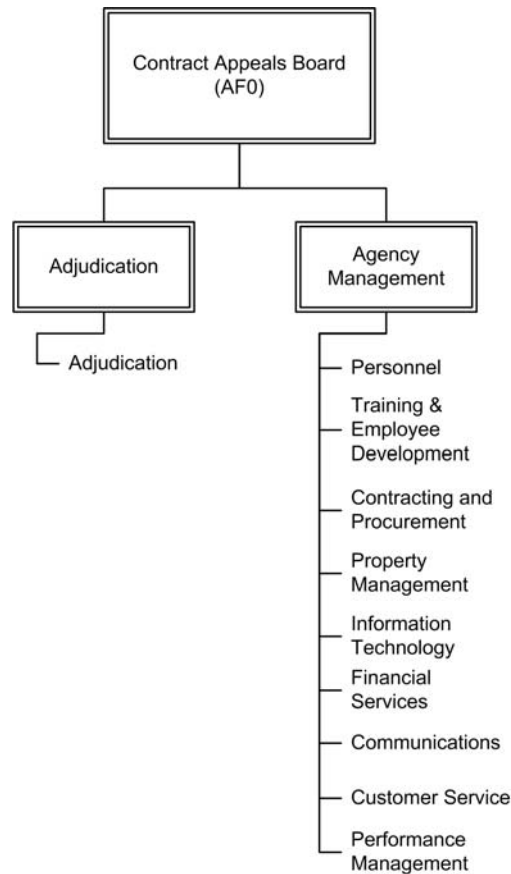 Contract Appeals Board
(AF0)
Adjudication
Adjudication
Agency
Management
Personnel
Training &
Employee
Development
Contracting and
Procurement
Property
Management
Information
Technology
Financial
Services
Communications
Customer Service
Performance
Management